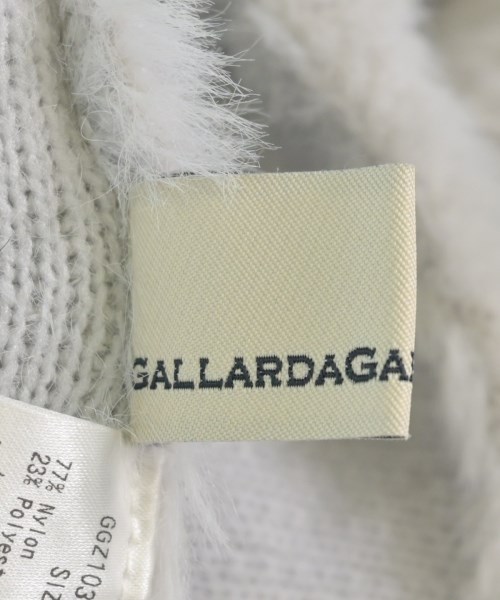 GALLARDAGA
77% Nylon
23% Polyest
GGZ103
Siz